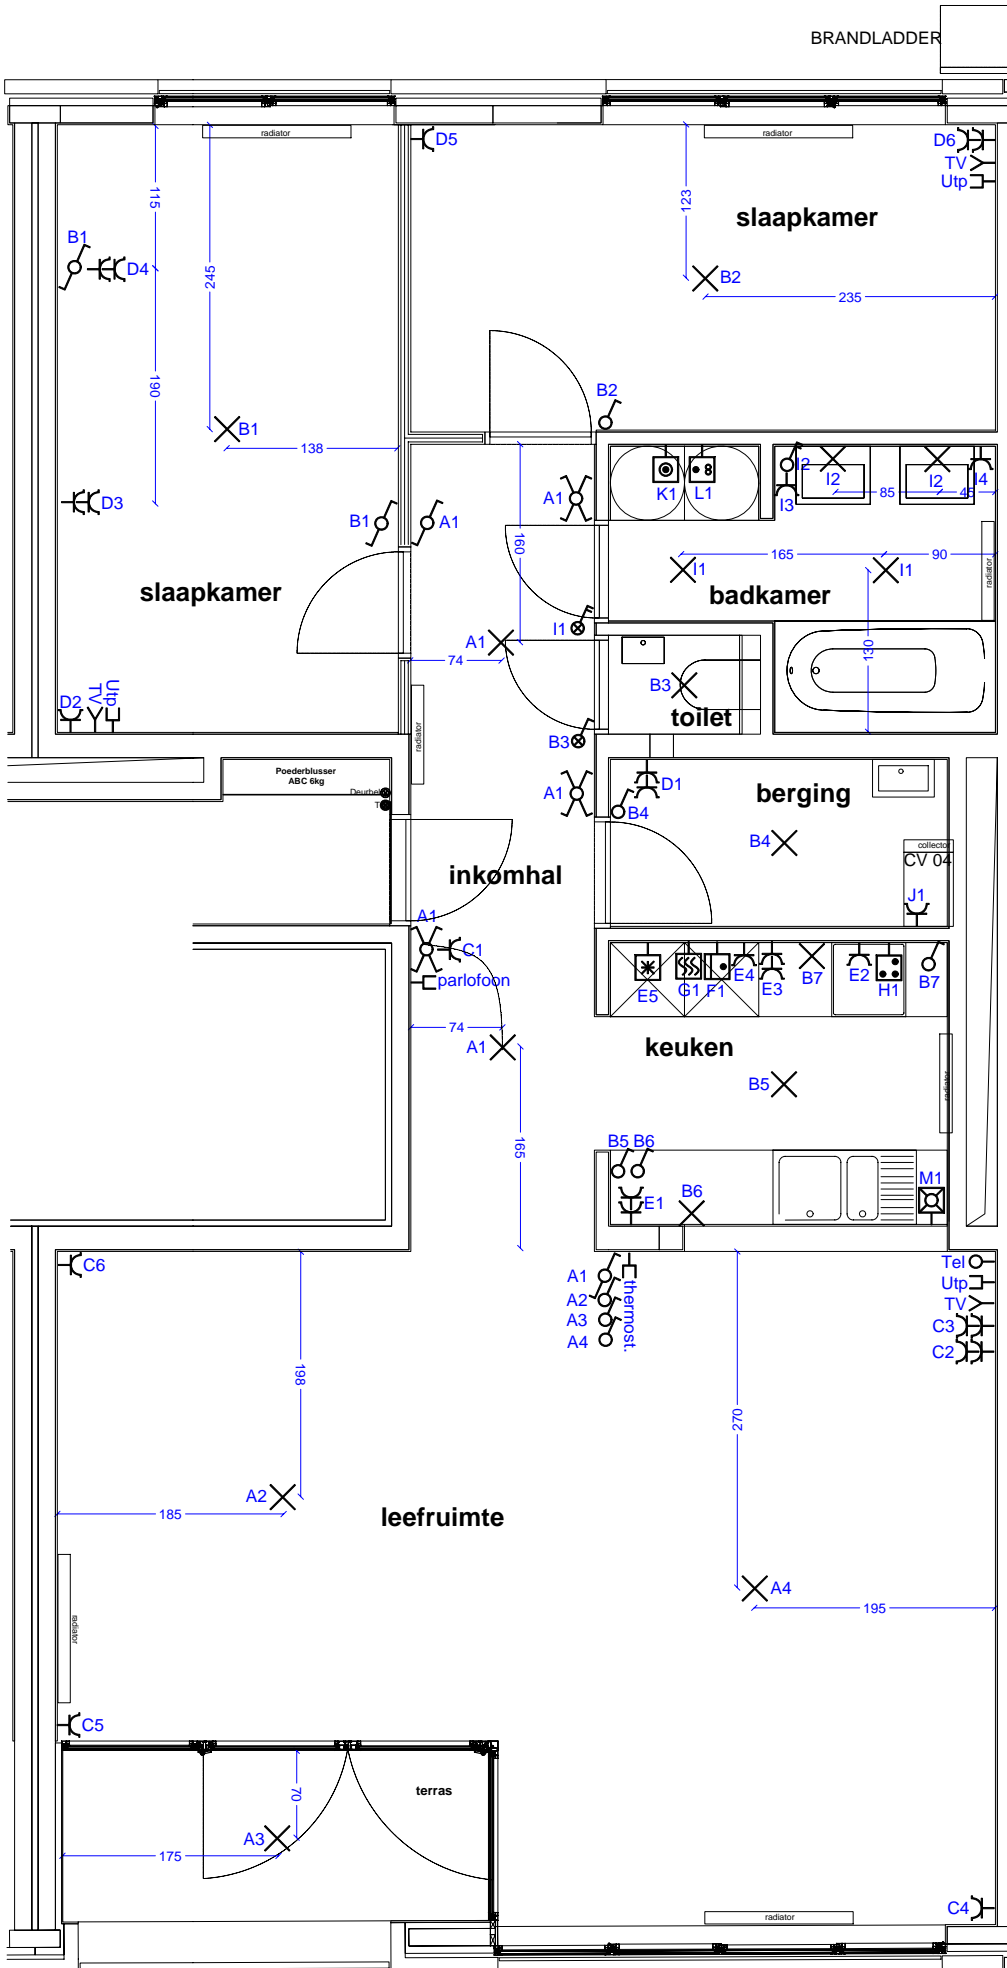 BRANDLADDER
radiator
radiator
D5
D6
TV
Utp
115
123
slaapkamer
B1
D4
245
B2
235
190
B2
B1
138
K1
L1
I2
I2
I2
I4
85
45
I3
A1
D3
B1
A1
160
165
90
I1
I1
radiator
slaapkamer
badkamer
I1
A1
130
74
B3
D2
TV
Utp
toilet
radiator
B3
Poederblusser
ABC 6kg
D1
A1
B4
berging
B4
collector
CV 04
inkomhal
J1
A1
C1
parlofoon
E5
G1
F1
E4
E3
B7
E2
H1
B7
74
A1
keuken
B5
radiator
165
B5
B6
E1
B6
M1
C6
A1
A2
A3
A4
thermost.
Tel
Utp
TV
C3
C2
198
270
A2
185
leefruimte
A4
195
radiator
C5
70
terras
A3
175
C4
radiator